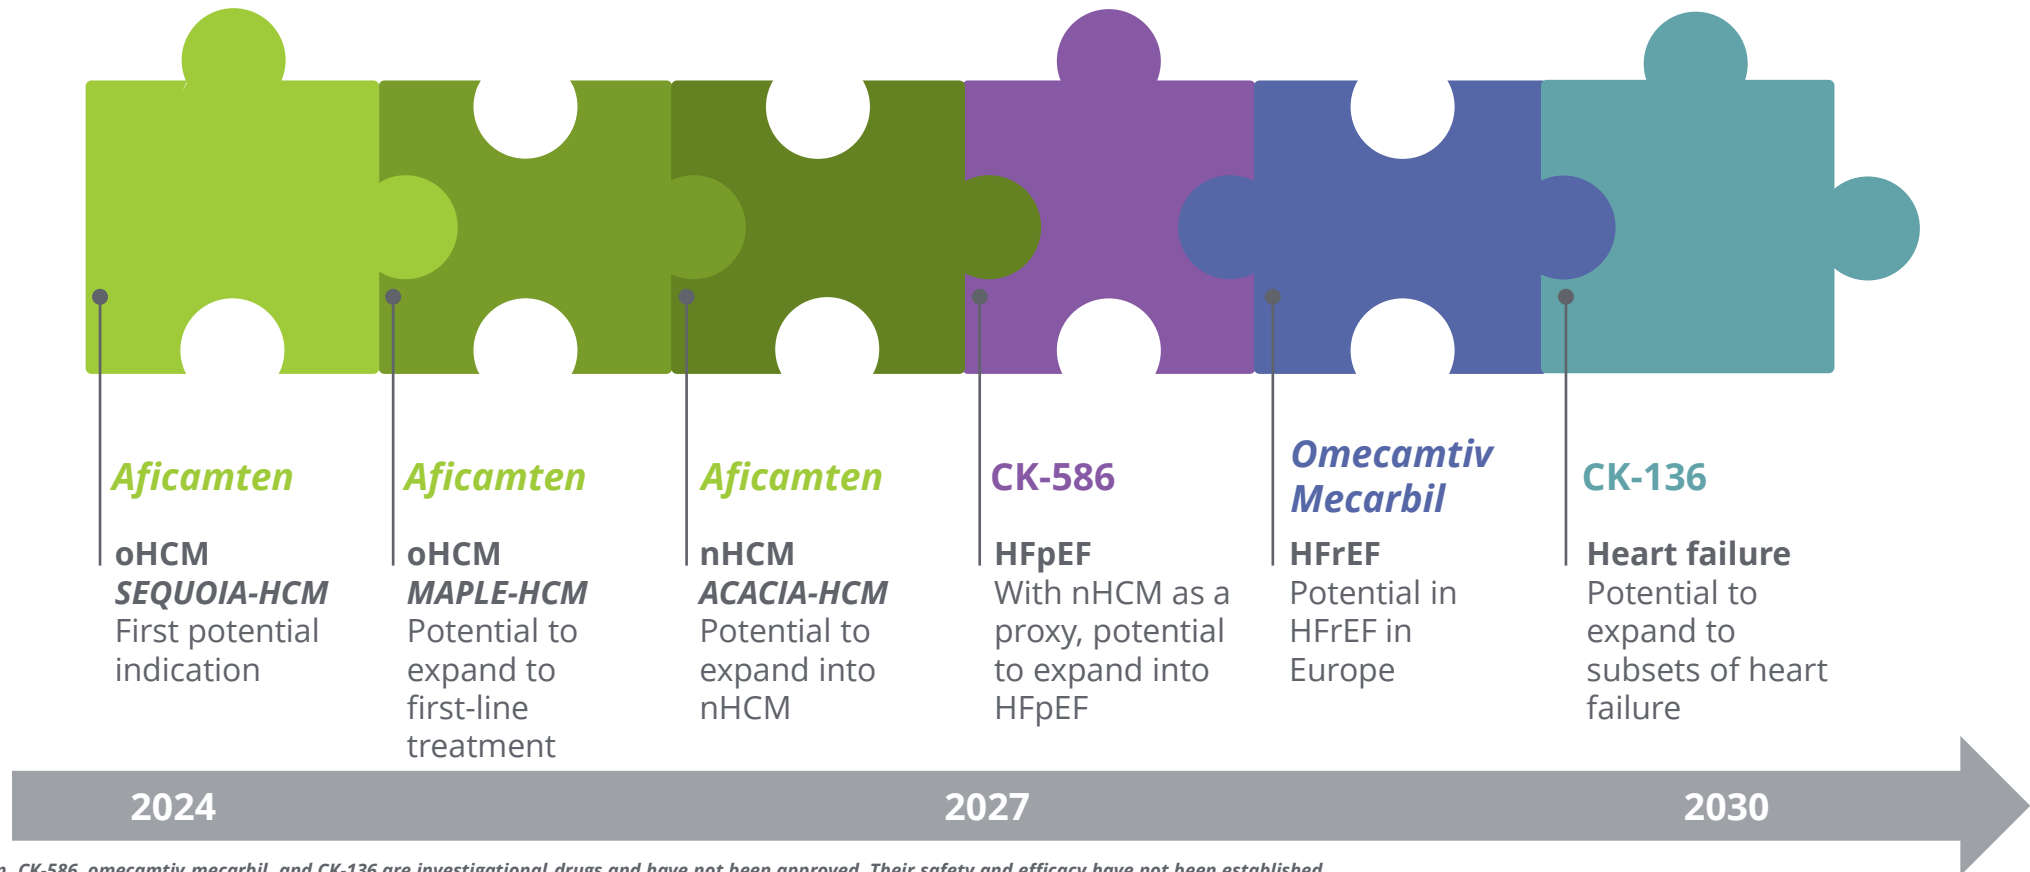 Aficamten
oHCM
SEQUOIA-HCM
First potential
indication
Aficamten
oHCM
MAPLE-HCM
Potential to
expand to
first-line
treatment
Aficamten
nHCM
ACACIA-HCM
Potential to
expand into
nHCM
CK-586
HFpEF
With nHCM as a
proxy, potential
to expand into
HFpEF
Omecamtiv
Mecarbil
HFrEF
Potential in
HFrEF in
Europe
CK-136
Heart failure
Potential to
expand to
subsets of heart
failure
2024 2027 2030
CK-586, omecamtiv mecarbil, and CK-136 are investigational drugs and have not been approved. Their safety and efficacy have not been established.